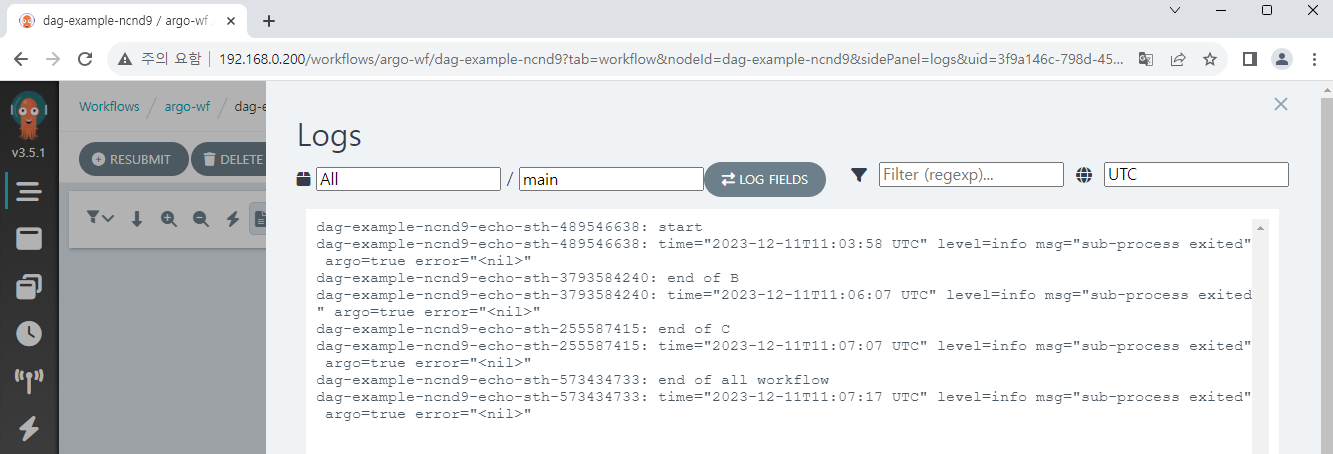 dag-example-ncnd9 / argo-wf /
주의 요함 192.168.0.200/workflows/argo-wf/dag-example-ncnd9?tab=workflow&nodeId=dag-example-ncnd9&sidePanel=logs&uid=3f9a146c-798d-45...
v3.5.1
Workflows / argo-wf / dag-e
RESUBMIT DELETE
Logs
All / main LOG FIELDS Filter (regexp)... UTC
dag-example-ncnd9-echo-sth-489546638: start
dag-example-ncnd9-echo-sth-489546638: time="2023-12-11T11:03:58 UTC" level=info msg="sub-process exited"
argo=true error="<nil>"
dag-example-ncnd9-echo-sth-3793584240: end of B
dag-example-ncnd9-echo-sth-3793584240: time="2023-12-11T11:06:07 UTC" level=info msg="sub-process exited
" argo=true error="<nil>"
dag-example-ncnd9-echo-sth-255587415: end of C
dag-example-ncnd9-echo-sth-255587415: time="2023-12-11T11:07:07 UTC" level=info msg="sub-process exited"
argo=true error="<nil>"
dag-example-ncnd9-echo-sth-573434733: end of all workflow
dag-example-ncnd9-echo-sth-573434733: time="2023-12-11T11:07:17 UTC" level=info msg="sub-process exited"
argo=true error="<nil>"